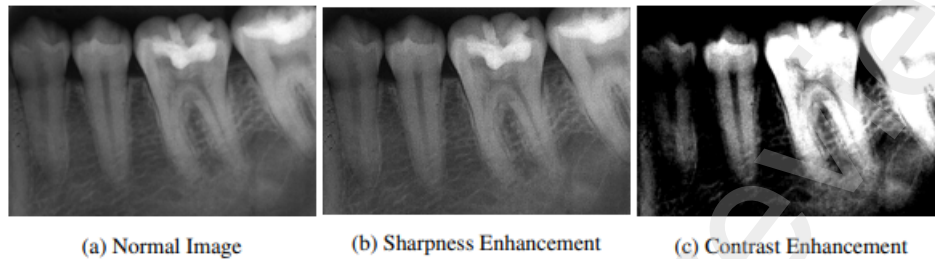 (a) Normal Image
(b) Sharpness Enhancement
(c) Contrast Enhancement